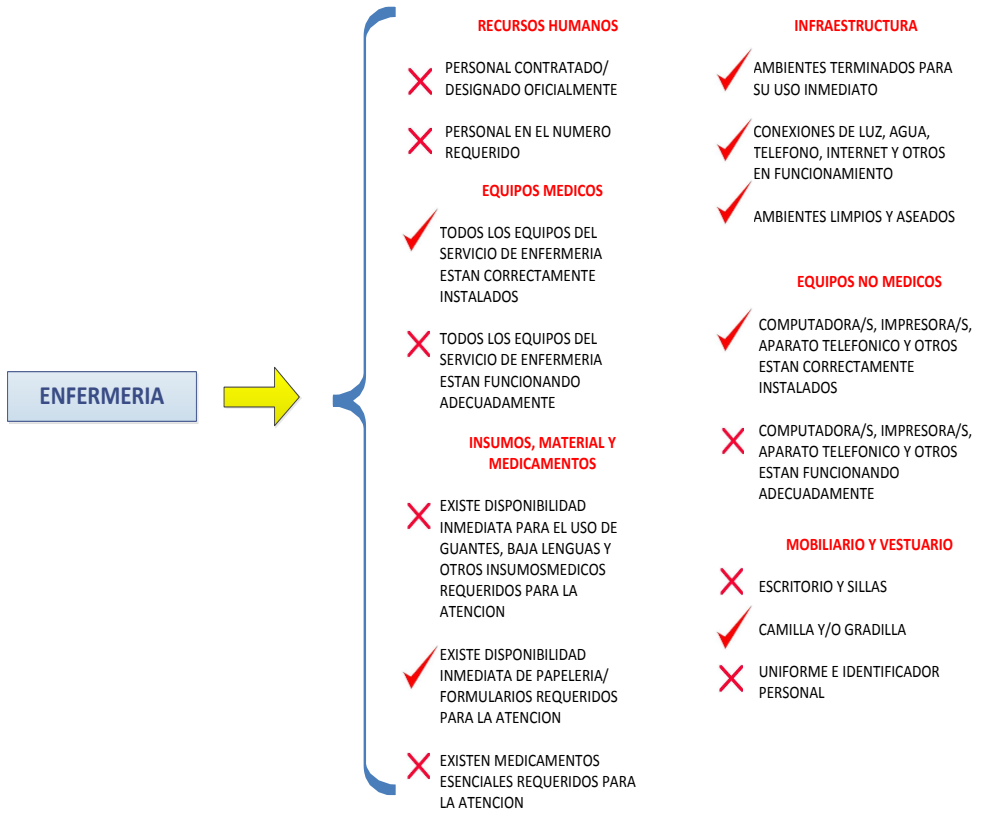 ENFERMERIA
RECURSOS HUMANOS
PERSONAL CONTRATADO/
DESIGNADO OFICIALMENTE
PERSONAL EN EL NUMERO
REQUERIDO
EQUIPOS MEDICOS
TODOS LOS EQUIPOS DEL
SERVICIO DE ENFERMERIA
ESTAN CORRECTAMENTE
INSTALADOS
TODOS LOS EQUIPOS DEL
SERVICIO DE ENFERMERIA
ESTAN FUNCIONANDO
ADECUADAMENTE
INSUMOS, MATERIAL Y
MEDICAMENTOS
EXISTE DISPONIBILIDAD
INMEDIATA PARA EL USO DE
GUANTES, BAJA LENGUAS Y
OTROS INSUMOSMEDICOS
REQUERIDOS PARA LA
ATENCION
EXISTE DISPONIBILIDAD
INMEDIATA DE PAPELERIA/
FORMULARIOS REQUERIDOS
PARA LA ATENCION
EXISTEN MEDICAMENTOS
ESENCIALES REQUERIDOS PARA
LA ATENCION
INFRAESTRUCTURA
AMBIENTES TERMINADOS PARA
SU USO INMEDIATO
CONEXIONES DE LUZ, AGUA,
TELEFONO, INTERNET Y OTROS
EN FUNCIONAMIENTO
AMBIENTES LIMPIOS Y ASEADOS
EQUIPOS NO MEDICOS
COMPUTADORA/S, IMPRESORA/S,
APARATO TELEFONICO Y OTROS
ESTAN CORRECTAMENTE
INSTALADOS
COMPUTADORA/S, IMPRESORA/S,
APARATO TELEFONICO Y OTROS
ESTAN FUNCIONANDO
ADECUADAMENTE
MOBILIARIO Y VESTUARIO
ESCRITORIO Y SILLAS
CAMILLA Y/O GRADILLA
UNIFORME E IDENTIFICADOR
PERSONAL